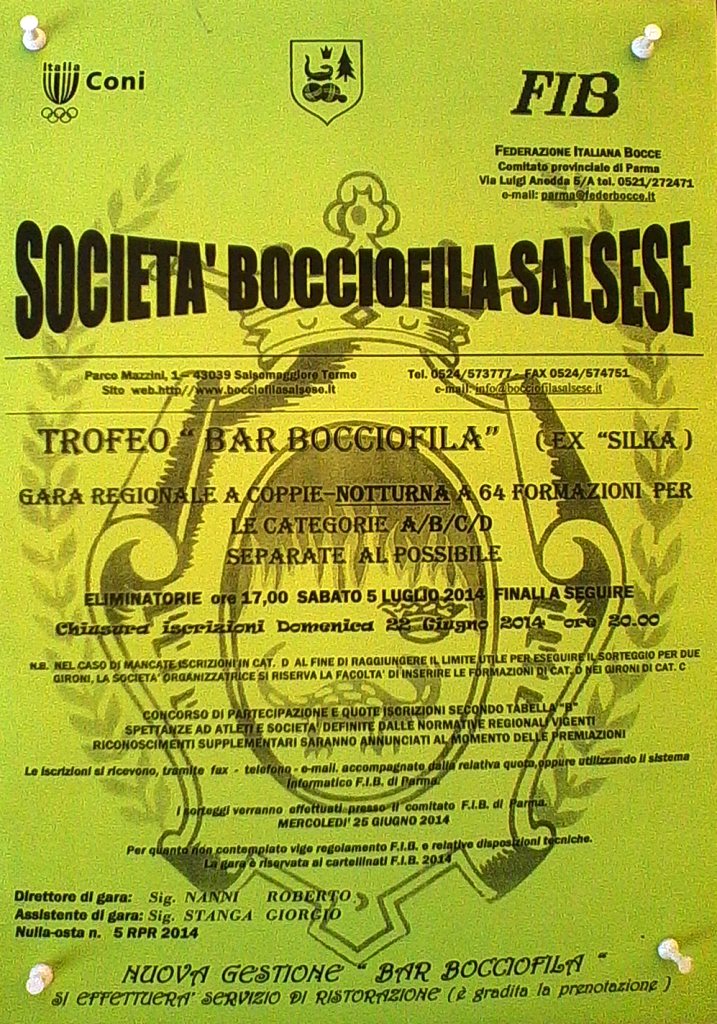 Italia
Coni
FIB
FEDERAZIONE ITALIANA BOCCE
Comitato provinciale di Parma
Via Luigi Anedda 5/A tel. 0521/272471
e-mail: parma@federbocce.it
SOCIETA' BOCCIOFILA SALSESE
Parco Mazzini, 1 – 43039 Salsomaggiore Terme Tel. 0524/573777 - FAX 0524/574751
Sito web.http//www.bocciofilasalsese.it e-mail: info@bocciofilasalsese.it
TROFEO “ BAR BOCCIOFILA” ( EX “SILKA )
GARA REGIONALE A COPPIE–NOTTURNA A 64 FORMAZIONI PER
LE CATEGORIE A/B/C/D
SEPARATE AL POSSIBILE
ELIMINATORIE ore 17,00 SABATO 5 LUGLIO 2014 FINALI A SEGUIRE
Chiusura iscrizioni Domenica 22 Giugno 2014 ore 20.00
N.B. NEL CASO DI MANCATE ISCRIZIONI IN CAT. D AL FINE DI RAGGIUNGERE IL LIMITE UTILE PER ESEGUIRE IL SORTEGGIO PER DUE
GIRONI, LA SOCIETA' ORGANIZZATRICE SI RISERVA LA FACOLTA' DI INSERIRE LE FORMAZIONI DI CAT. D NEI GIRONI DI CAT. C
CONCORSO DI PARTECIPAZIONE E QUOTE ISCRIZIONI SECONDO TABELLA “B”
SPETTANZE AD ATLETI E SOCIETA' DEFINITE DALLE NORMATIVE REGIONALI VIGENTI
RICONOSCIMENTI SUPPLEMENTARI SARANNO ANNUNCIATI AL MOMENTO DELLE PREMIAZIONI
Le iscrizioni si ricevono, tramite fax - telefono - e.mail. accompagnate dalla relativa quota,oppure utilizzando il sistema
informatico F.I.B. di Parma.
I sorteggi verranno effettuati presso il comitato F.I.B. di Parma.
MERCOLEDI' 25 GIUGNO 2014
Per quanto non contemplato vige regolamento F.I.B. e relative disposizioni tecniche.
La gara è riservata ai cartellinati F.I.B. 2014
Direttore di gara: Sig. NANNI ROBERTO
Assistente di gara: Sig. STANGA GIORGIO
Nulla-osta n. 5 RPR 2014
NUOVA GESTIONE “ BAR BOCCIOFILA “
SI EFFETTUERA' SERVIZIO DI RISTORAZIONE ( è gradita la prenotazione )